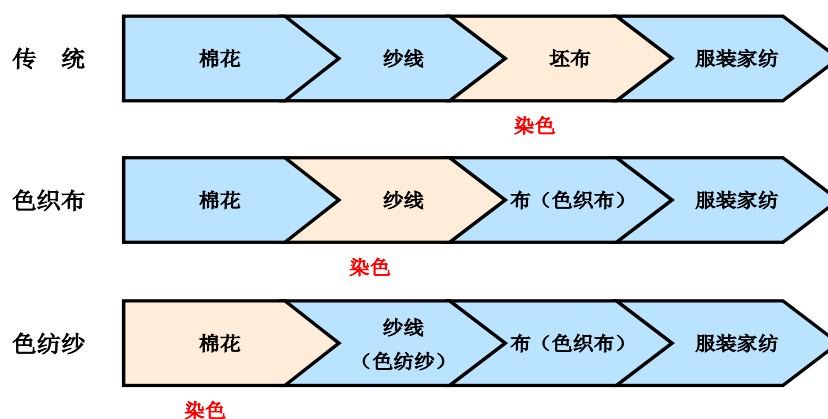 传 统 棉花 纱线 坯布 服装家纺
染色
色织布 棉花 纱线 布（色织布） 服装家纺
染色
色纺纱 棉花 纱线
（色纺纱） 布（色织布） 服装家纺
染色